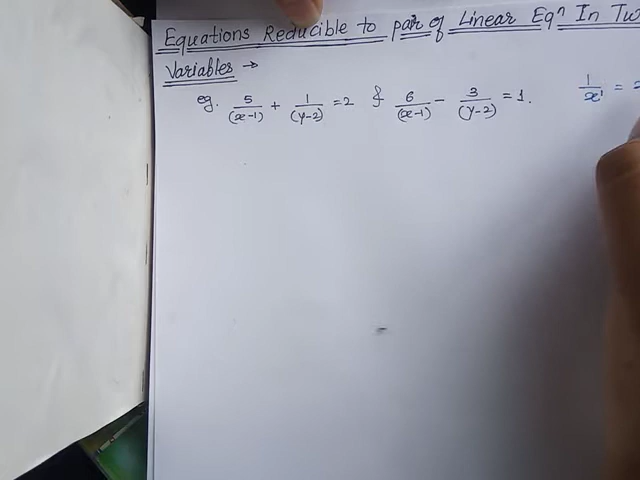 Equations Reducible to pair of Linear Eqⁿ In
Variables →
eg. 5/(x-1) + 1/(y-2) = 2 & 6/(x-1) - 3/(y-2) = 1. 1/x¹ =